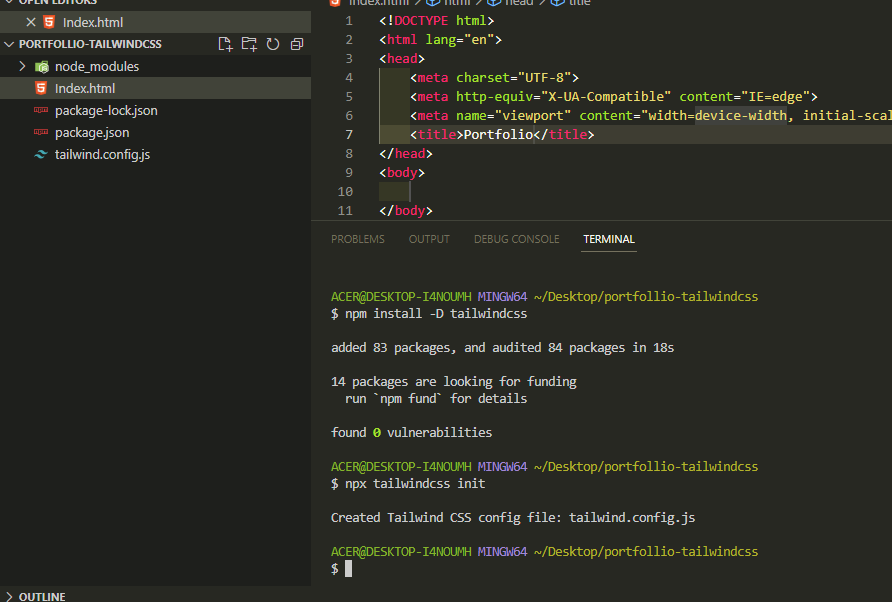 OPEN EDITORS
Index.html
PORTFOLLIO-TAILWINDCSS
node_modules
Index.html
package-lock.json
package.json
tailwind.config.js
OUTLINE
Index.html > html > head > title
1 <!DOCTYPE html>
2 <html lang="en">
3 <head>
4 <meta charset="UTF-8">
5 <meta http-equiv="X-UA-Compatible" content="IE=edge">
6 <meta name="viewport" content="width=device-width, initial-scal
7 <title>Portfolio</title>
8 </head>
9 <body>
10
11 </body>
PROBLEMS OUTPUT DEBUG CONSOLE TERMINAL
ACER@DESKTOP-I4NOUMH MINGW64 ~/Desktop/portfollio-tailwindcss
$ npm install -D tailwindcss
added 83 packages, and audited 84 packages in 18s
14 packages are looking for funding
run `npm fund` for details
found 0 vulnerabilities
ACER@DESKTOP-I4NOUMH MINGW64 ~/Desktop/portfollio-tailwindcss
$ npx tailwindcss init
Created Tailwind CSS config file: tailwind.config.js
ACER@DESKTOP-I4NOUMH MINGW64 ~/Desktop/portfollio-tailwindcss
$